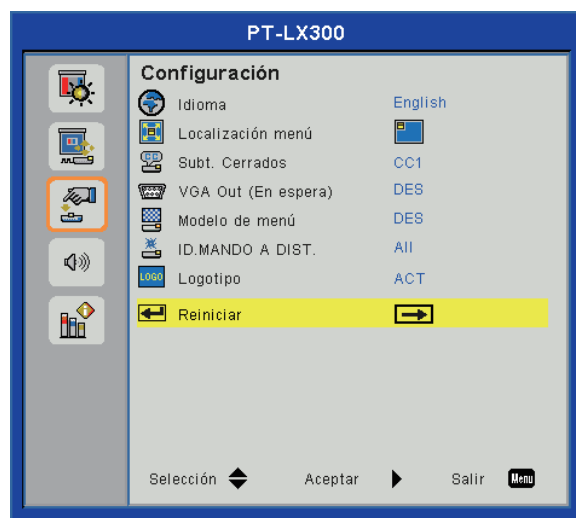 PT-LX300
Configuración
Idioma English
Localización menú
CC Subt. Cerrados CC1
VGA Out (En espera) DES
Modelo de menú DES
ID.MANDO A DIST. All
LOGO Logotipo ACT
Reiniciar
Selección Aceptar Salir Menu